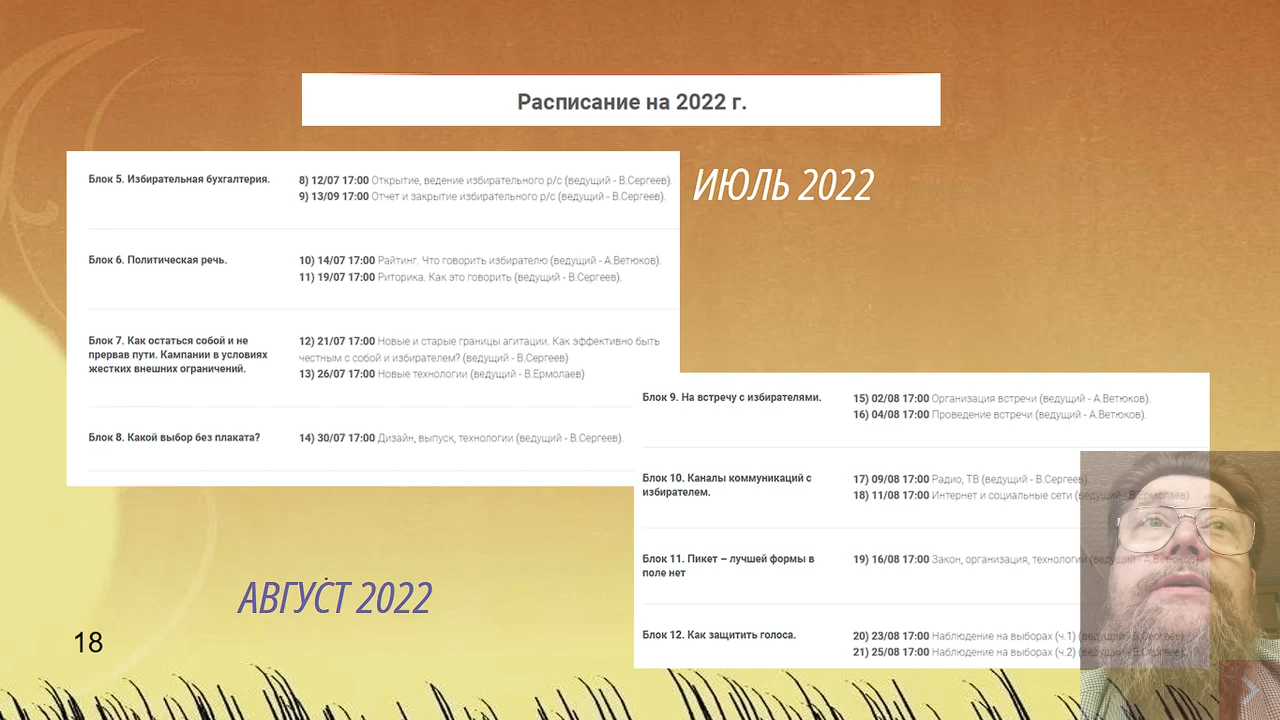 Расписание на 2022 г.
ИЮЛЬ 2022
Блок 5. Избирательная бухгалтерия.
8) 12/07 17:00 Открытие, ведение избирательного р/с (ведущий - В.Сергеев).
9) 13/09 17:00 Отчет и закрытие избирательного р/с (ведущий - В.Сергеев).
Блок 6. Политическая речь.
10) 14/07 17:00 Райтинг. Что говорить избирателю (ведущий - А.Ветюков).
11) 19/07 17:00 Риторика. Как это говорить (ведущий - В.Сергеев).
Блок 7. Как остаться собой и не
прервав пути. Кампании в условиях
жестких внешних ограничений.
12) 21/07 17:00 Новые и старые границы агитации. Как эффективно быть
честным с собой и избирателем? (ведущий - В.Сергеев)
13) 26/07 17:00 Новые технологии (ведущий - В.Ермолаев)
Блок 8. Какой выбор без плаката?
14) 30/07 17:00 Дизайн, выпуск, технологии (ведущий - В.Сергеев).
АВГУСТ 2022
Блок 9. На встречу с избирателями.
15) 02/08 17:00 Организация встречи (ведущий - А.Ветюков).
16) 04/08 17:00 Проведение встречи (ведущий - А.Ветюков).
Блок 10. Каналы коммуникаций с
избирателем.
17) 09/08 17:00 Радио, ТВ (ведущий - В.Сергеев).
18) 11/08 17:00 Интернет и социальные сети (ведущий - В.Ермолаев)
Блок 11. Пикет – лучшей формы в
поле нет
19) 16/08 17:00 Закон, организация, технологии (ведущий - А.Ветюков).
Блок 12. Как защитить голоса.
20) 23/08 17:00 Наблюдение на выборах (ч.1) (ведущий - В.Сергеев).
21) 25/08 17:00 Наблюдение на выборах (ч.2) (ведущий - В.Сергеев).
18